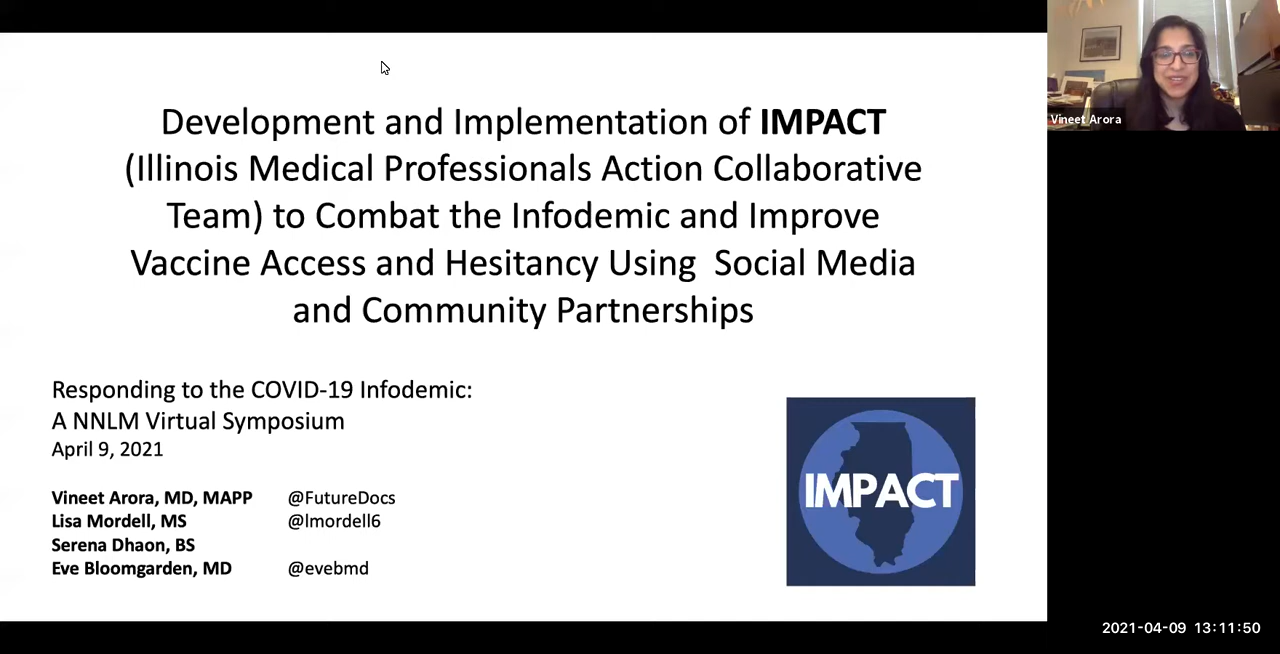 Development and Implementation of IMPACT
(Illinois Medical Professionals Action Collaborative
Team) to Combat the Infodemic and Improve
Vaccine Access and Hesitancy Using  Social Media
and Community Partnerships
Responding to the COVID-19 Infodemic:
A NNLM Virtual Symposium
April 9, 2021
Vineet Arora, MD, MAPP @FutureDocs
Lisa Mordell, MS @lmordell6
Serena Dhaon, BS
Eve Bloomgarden, MD @evebmd
IMPACT
Vineet Arora
2021-04-09 13:11:50